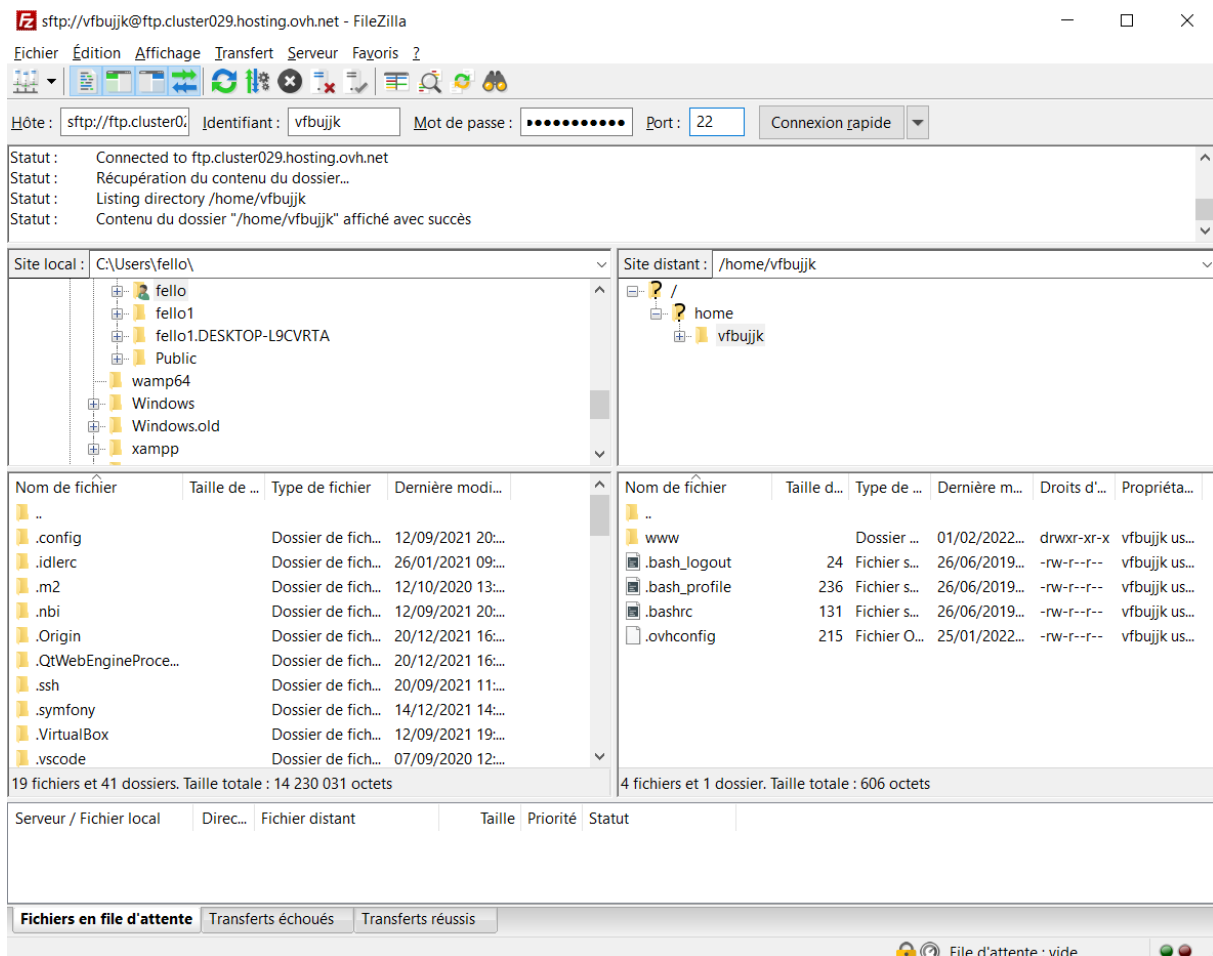 sftp://vfbujjk@ftp.cluster029.hosting.ovh.net - FileZilla
Fichier Édition Affichage Transfert Serveur Favoris ?
Hôte : sftp://ftp.cluster02 Identifiant : vfbujjk Mot de passe : ••••••••••• Port : 22 Connexion rapide
Statut : Connected to ftp.cluster029.hosting.ovh.net
Statut : Récupération du contenu du dossier...
Statut : Listing directory /home/vfbujjk
Statut : Contenu du dossier "/home/vfbujjk" affiché avec succès
Site local : C:\Users\fello\
fello
fello1
fello1.DESKTOP-L9CVRTA
Public
wamp64
Windows
Windows.old
xampp
Site distant : /home/vfbujjk
/
home
vfbujjk
Nom de fichier Taille de ... Type de fichier Dernière modi...
..
.config Dossier de fich... 12/09/2021 20:...
.idlerc Dossier de fich... 26/01/2021 09:...
.m2 Dossier de fich... 12/10/2020 13:...
.nbi Dossier de fich... 12/09/2021 20:...
.Origin Dossier de fich... 20/12/2021 16:...
.QtWebEngineProce... Dossier de fich... 20/12/2021 16:...
.ssh Dossier de fich... 20/09/2021 11:...
.symfony Dossier de fich... 14/12/2021 14:...
.VirtualBox Dossier de fich... 12/09/2021 19:...
.vscode Dossier de fich... 07/09/2020 12:...
19 fichiers et 41 dossiers. Taille totale : 14 230 031 octets
Nom de fichier Taille d... Type de ... Dernière m... Droits d'... Propriéta...
..
www Dossier ... 01/02/2022... drwxr-xr-x vfbujjk us...
.bash_logout 24 Fichier s... 26/06/2019... -rw-r--r-- vfbujjk us...
.bash_profile 236 Fichier s... 26/06/2019... -rw-r--r-- vfbujjk us...
.bashrc 131 Fichier s... 26/06/2019... -rw-r--r-- vfbujjk us...
.ovhconfig 215 Fichier O... 25/01/2022... -rw-r--r-- vfbujjk us...
4 fichiers et 1 dossier. Taille totale : 606 octets
Serveur / Fichier local Direc... Fichier distant Taille Priorité Statut
Fichiers en file d'attente Transferts échoués Transferts réussis
File d'attente : vide